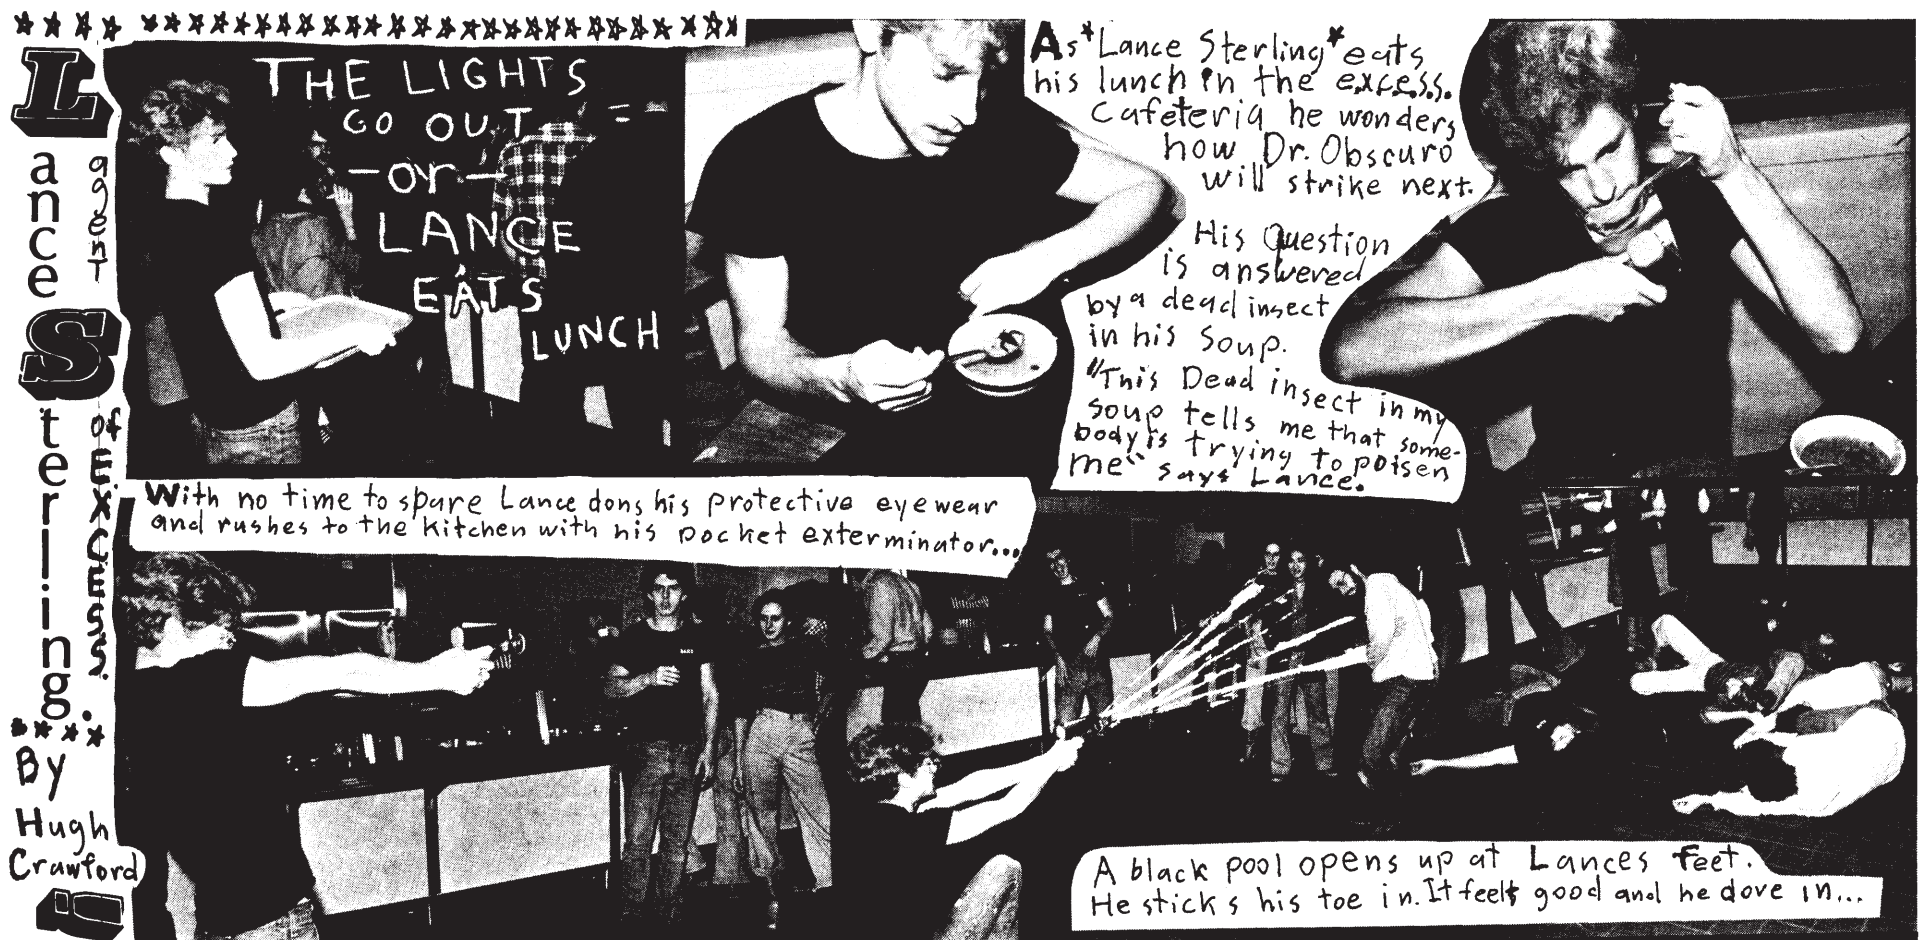 Lance Sterling.
agent of EXCESS.
By
Hugh
Crawford
THE LIGHTS
GO OUT
-or-
LANCE
EATS
LUNCH
As *Lance Sterling* eats
his lunch in the e.x.c.e.s.s.
Cafeteria he wonders
how Dr. Obscuro
will strike next.
His Question
is answered
by a dead insect
in his soup.
"This Dead insect in my
soup tells me that some-
body is trying to poisen
me" says Lance.
With no time to spare Lance dons his protective eyewear
and rushes to the kitchen with his pocket exterminator...
A black pool opens up at Lances feet.
He sticks his toe in. It feels good and he dove in...